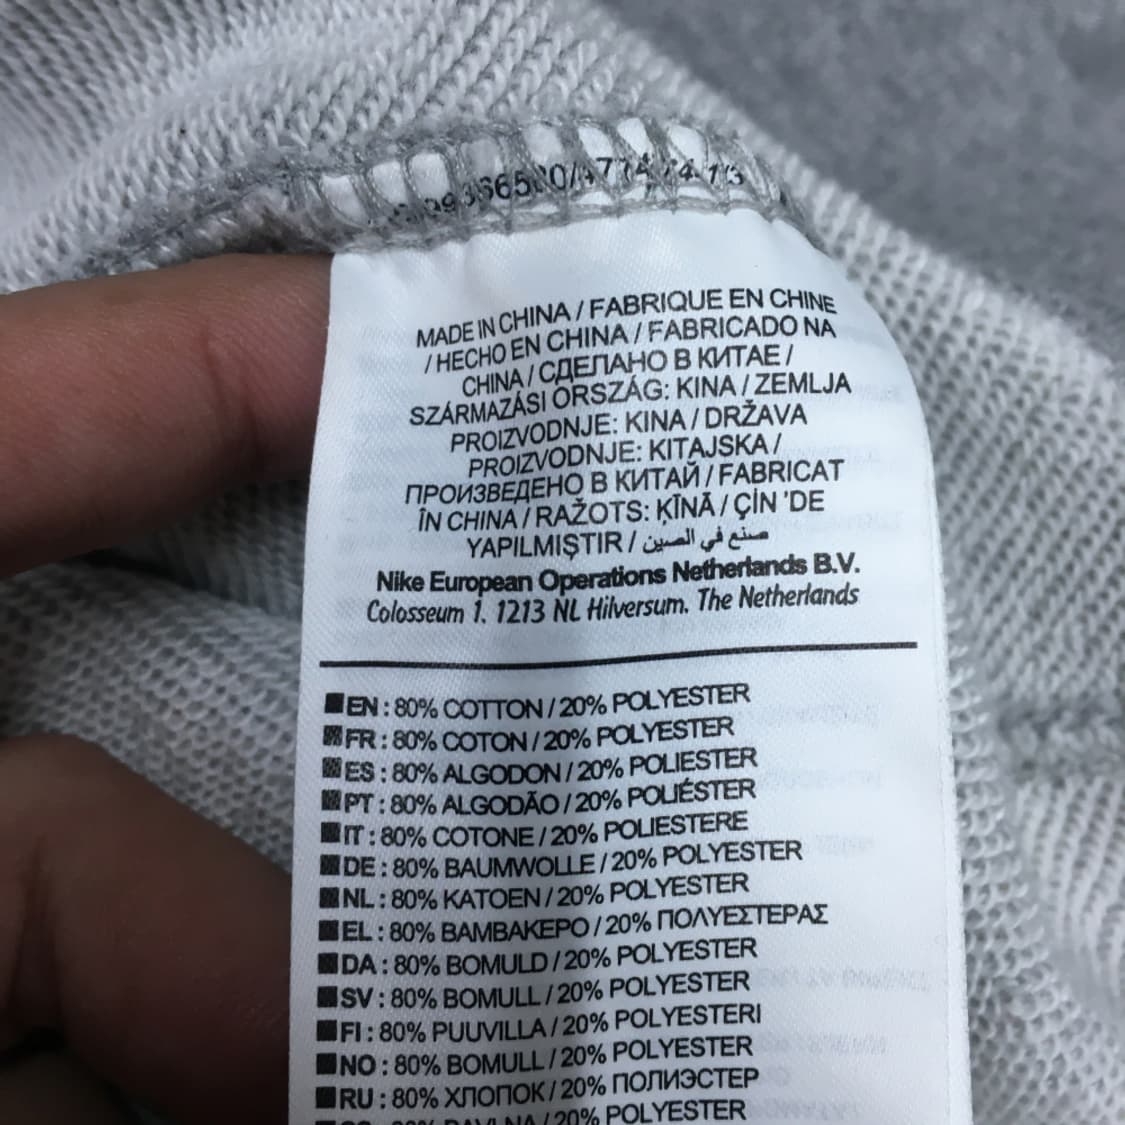 MADE IN CHINA / FABRIQUE EN CHINE
/ HECHO EN CHINA / FABRICADO NA
CHINA / СДЕЛАНО В КИТАЕ /
SZÁRMAZÁSI ORSZÁG: KINA / ZEMLJA
PROIZVODNJE: KINA / DRŽAVA
PROIZVODNJE: KITAJSKA /
ПРОИЗВЕДЕНО В КИТАЙ / FABRICAT
ÎN CHINA / RAŽOTS: ĶĪNĀ / ÇİN 'DE
YAPILMIŞTIR / صنع في الصين
Nike European Operations Netherlands B.V.
Colosseum 1. 1213 NL Hilversum. The Netherlands
EN : 80% COTTON / 20% POLYESTER
FR : 80% COTON / 20% POLYESTER
ES : 80% ALGODON / 20% POLIESTER
PT : 80% ALGODÃO / 20% POLIÉSTER
IT : 80% COTONE / 20% POLIESTERE
DE : 80% BAUMWOLLE / 20% POLYESTER
NL : 80% KATOEN / 20% POLYESTER
EL : 80% ΒΑΜΒΑΚΕΡΟ / 20% ΠΟΛΥΕΣΤΕΡΑΣ
DA : 80% BOMULD / 20% POLYESTER
SV : 80% BOMULL / 20% POLYESTER
FI : 80% PUUVILLA / 20% POLYESTERI
NO : 80% BOMULL / 20% POLYESTER
RU : 80% ХЛОПОК / 20% ПОЛИЭСТЕР
/ 20% POLYESTER